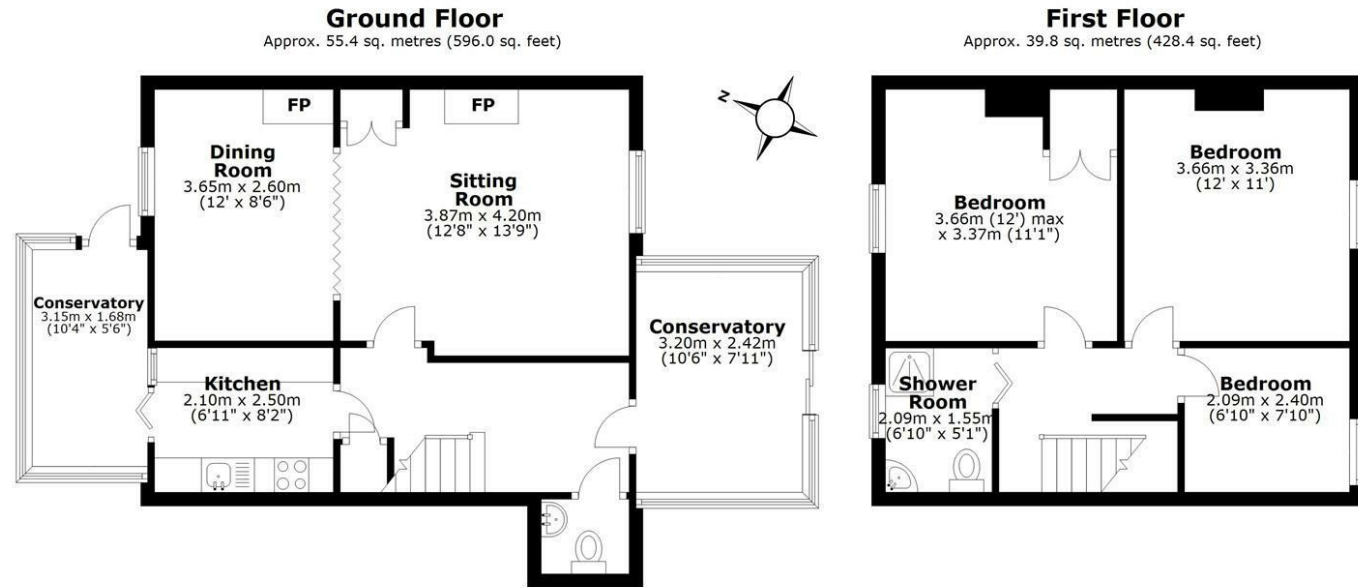 Ground Floor
Approx. 55.4 sq. metres (596.0 sq. feet)
First Floor
Approx. 39.8 sq. metres (428.4 sq. feet)
FP
FP
N
Dining
Room
3.65m x 2.60m
(12' x 8'6")
Sitting
Room
3.87m x 4.20m
(12'8" x 13'9")
Conservatory
3.15m x 1.68m
(10'4" x 5'6")
Kitchen
2.10m x 2.50m
(6'11" x 8'2")
Conservatory
3.20m x 2.42m
(10'6" x 7'11")
Bedroom
3.66m (12') max
x 3.37m (11'1")
Bedroom
3.66m x 3.36m
(12' x 11')
Shower
Room
2.09m x 1.55m
(6'10" x 5'1")
Bedroom
2.09m x 2.40m
(6'10" x 7'10")